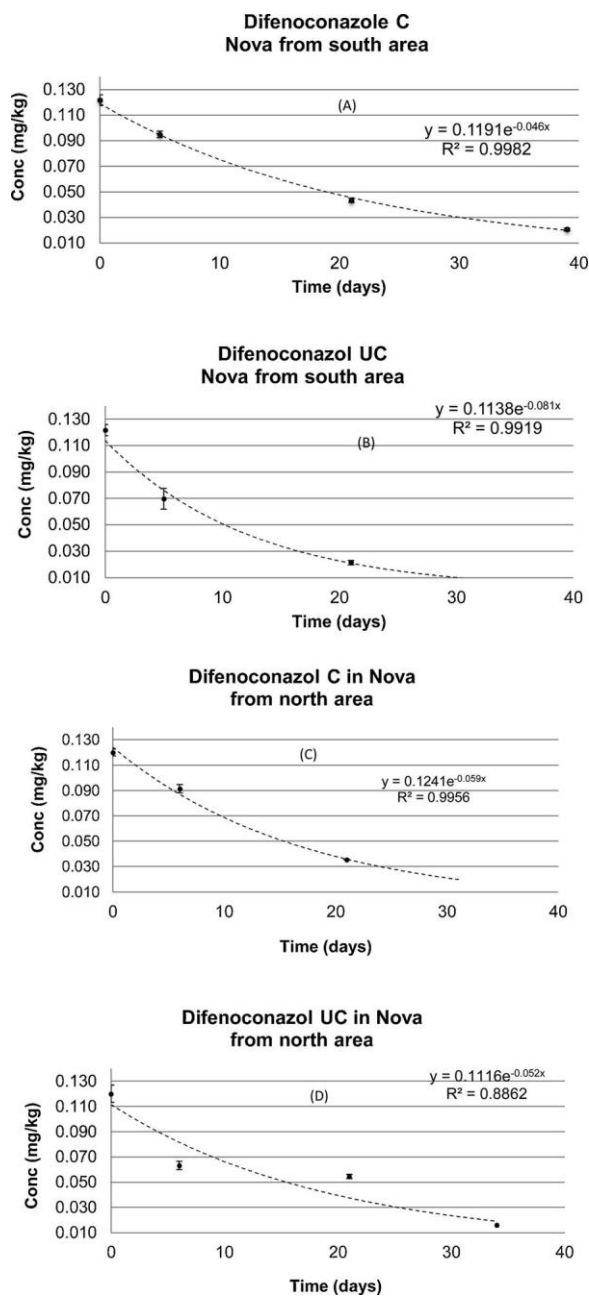 Difenoconazole C
Nova from south area
0.130
0.110
0.090
0.070
0.050
0.030
0.010
Conc (mg/kg)
(A)
y = 0.1191e^-0.046x
R² = 0.9982
0 10 20 30 40
Time (days)
Difenoconazol UC
Nova from south area
0.130
0.110
0.090
0.070
0.050
0.030
0.010
Conc (mg/kg)
(B)
y = 0.1138e^-0.081x
R² = 0.9919
0 10 20 30 40
Time (days)
Difenoconazol C in Nova
from north area
0.130
0.110
0.090
0.070
0.050
0.030
0.010
Conc (mg/kg)
(C)
y = 0.1241e^-0.059x
R² = 0.9956
0 10 20 30 40
Time (days)
Difenoconazol UC in Nova
from north area
0.130
0.110
0.090
0.070
0.050
0.030
0.010
Conc (mg/kg)
(D)
y = 0.1116e^-0.052x
R² = 0.8862
0 10 20 30 40
Time (days)